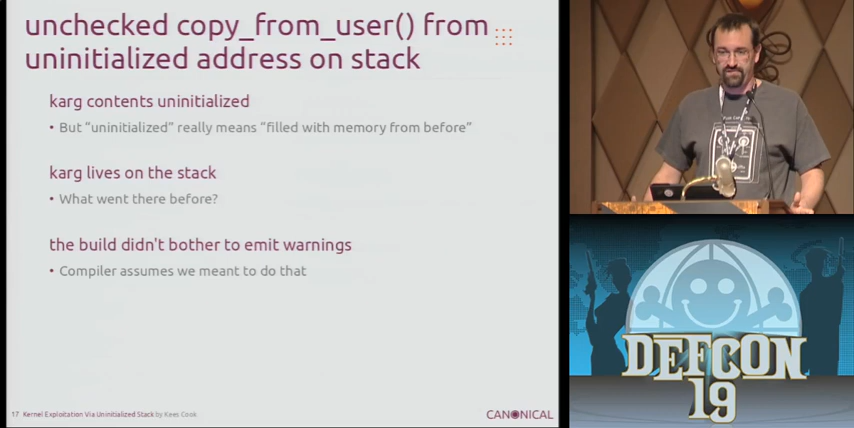 unchecked copy_from_user() from
uninitialized address on stack
karg contents uninitialized
• But “uninitialized” really means “filled with memory from before”
karg lives on the stack
• What went there before?
the build didn't bother to emit warnings
• Compiler assumes we meant to do that
17 Kernel Exploitation Via Uninitialized Stack by Kees Cook
CANONICAL
DEFCON
19